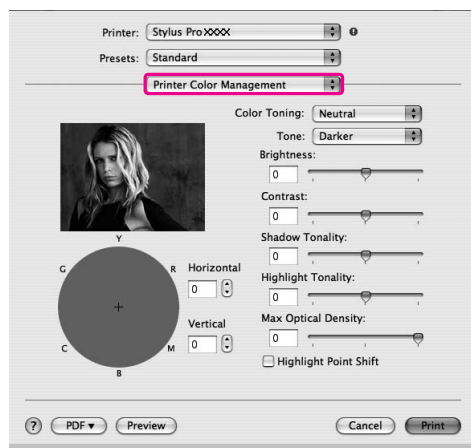 Printer: Stylus Pro XXXX
Presets: Standard
Printer Color Management
Color Toning: Neutral
Tone: Darker
Brightness:
0
Contrast:
0
Shadow Tonality:
0
Highlight Tonality:
0
Max Optical Density:
0
Highlight Point Shift
Y
G R
C M
B
Horizontal
0
Vertical
0
? PDF Preview Cancel Print